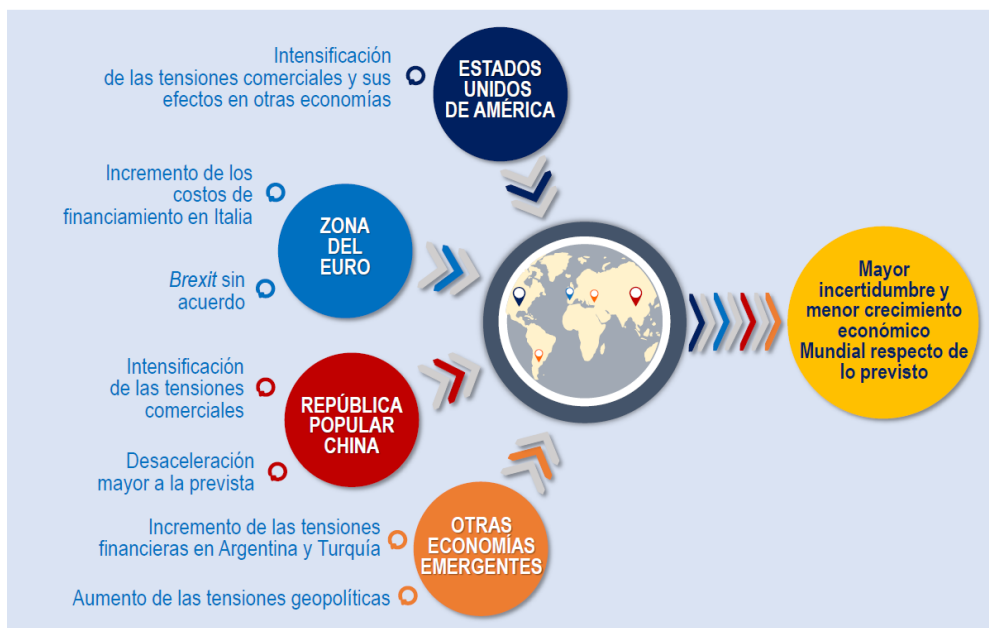 Intensificación
de las tensiones comerciales y sus
efectos en otras economías
ESTADOS
UNIDOS
DE AMÉRICA
Incremento de los
costos de
financiamiento en Italia
Brexit sin
acuerdo
ZONA
DEL
EURO
Intensificación
de las tensiones
comerciales
Desaceleración
mayor a la prevista
REPÚBLICA
POPULAR
CHINA
Incremento de las tensiones
financieras en Argentina y Turquía
Aumento de las tensiones geopolíticas
OTRAS
ECONOMÍAS
EMERGENTES
Mayor
incertidumbre y
menor crecimiento
económico
Mundial respecto de
lo previsto